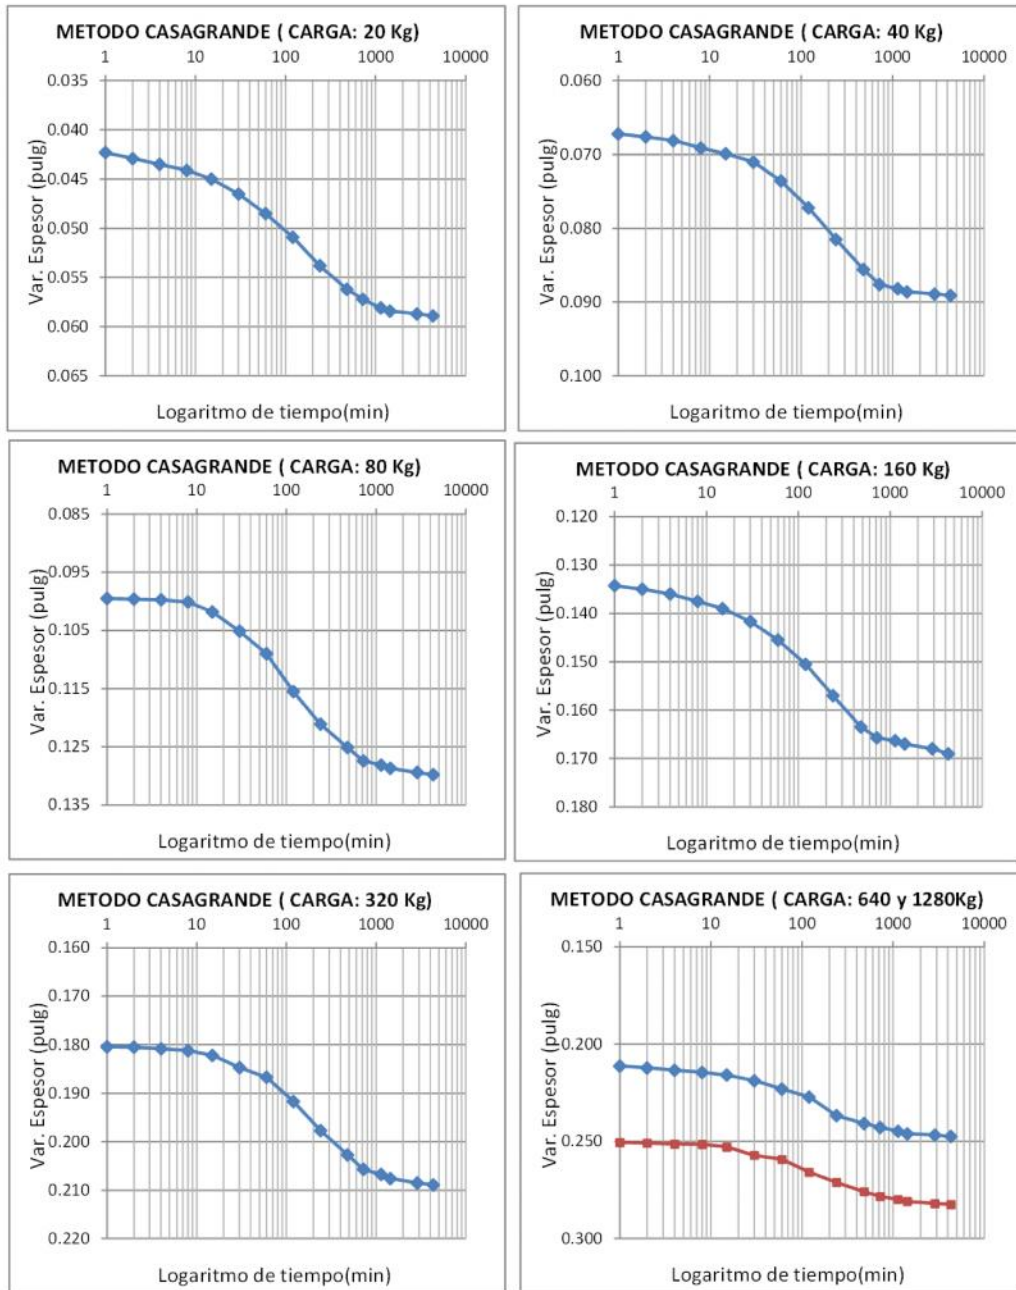 METODO CASAGRANDE ( CARGA: 20 Kg)
1 10 100 1000 10000
0.035
0.040
0.045
0.050
0.055
0.060
0.065
Var. Espesor (pulg)
Logaritmo de tiempo(min)
METODO CASAGRANDE ( CARGA: 40 Kg)
1 10 100 1000 10000
0.060
0.070
0.080
0.090
0.100
Var. Espesor (pulg)
Logaritmo de tiempo(min)
METODO CASAGRANDE ( CARGA: 80 Kg)
1 10 100 1000 10000
0.085
0.095
0.105
0.115
0.125
0.135
Var. Espesor (pulg)
Logaritmo de tiempo(min)
METODO CASAGRANDE ( CARGA: 160 Kg)
1 10 100 1000 10000
0.120
0.130
0.140
0.150
0.160
0.170
0.180
Var. Espesor (pulg)
Logaritmo de tiempo(min)
METODO CASAGRANDE ( CARGA: 320 Kg)
1 10 100 1000 10000
0.160
0.170
0.180
0.190
0.200
0.210
0.220
Var. Espesor (pulg)
Logaritmo de tiempo(min)
METODO CASAGRANDE ( CARGA: 640 y 1280Kg)
1 10 100 1000 10000
0.150
0.200
0.250
0.300
Var. Espesor (pulg)
Logaritmo de tiempo(min)